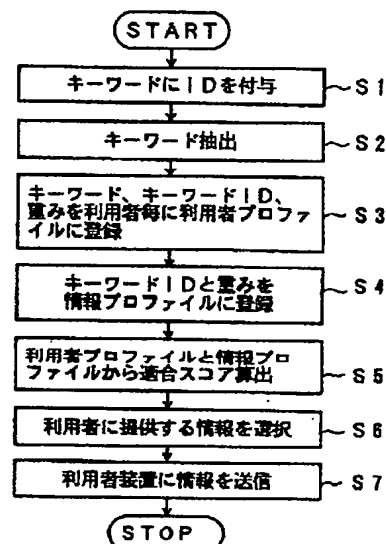 START
キーワードにIDを付与 ~S1
キーワード抽出 ~S2
キーワード、キーワードID、
重みを利用者毎に利用者プロファ ~S3
イルに登録
キーワードIDと重みを ~S4
情報プロファイルに登録
利用者プロファイルと情報プロ
ファイルから適合スコア算出 ~S5
利用者に提供する情報を選択 ~S6
利用者装置に情報を送信 ~S7
STOP